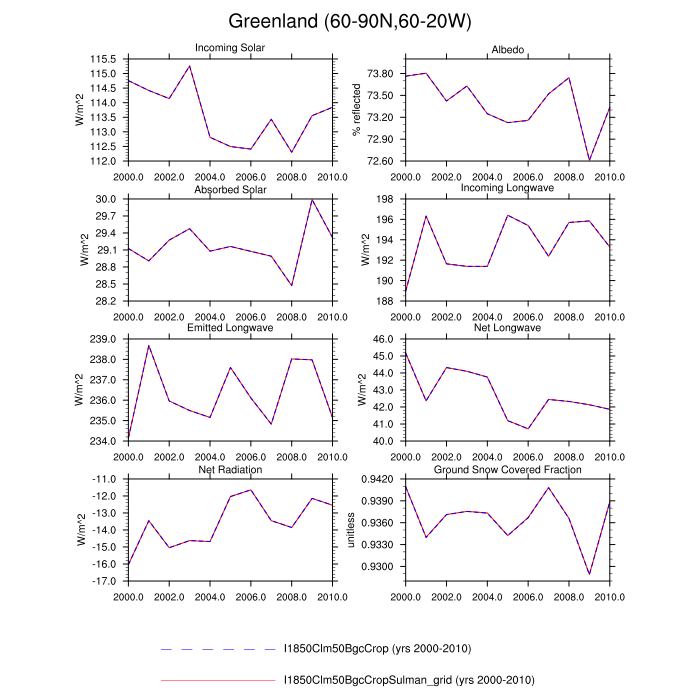 Greenland (60-90N,60-20W)
Incoming Solar
W/m^2
115.5
115.0
114.5
114.0
113.5
113.0
112.5
112.0
2000.0 2002.0 2004.0 2006.0 2008.0 2010.0
Albedo
% reflected
73.80
73.50
73.20
72.90
72.60
2000.0 2002.0 2004.0 2006.0 2008.0 2010.0
Absorbed Solar
W/m^2
30.0
29.7
29.4
29.1
28.8
28.5
28.2
2000.0 2002.0 2004.0 2006.0 2008.0 2010.0
Incoming Longwave
W/m^2
198
196
194
192
190
188
2000.0 2002.0 2004.0 2006.0 2008.0 2010.0
Emitted Longwave
W/m^2
239.0
238.0
237.0
236.0
235.0
234.0
2000.0 2002.0 2004.0 2006.0 2008.0 2010.0
Net Longwave
W/m^2
46.0
45.0
44.0
43.0
42.0
41.0
40.0
2000.0 2002.0 2004.0 2006.0 2008.0 2010.0
Net Radiation
W/m^2
-11.0
-12.0
-13.0
-14.0
-15.0
-16.0
-17.0
2000.0 2002.0 2004.0 2006.0 2008.0 2010.0
Ground Snow Covered Fraction
unitless
0.9420
0.9390
0.9360
0.9330
0.9300
2000.0 2002.0 2004.0 2006.0 2008.0 2010.0
I1850Clm50BgcCrop (yrs 2000-2010)
I1850Clm50BgcCropSulman_grid (yrs 2000-2010)